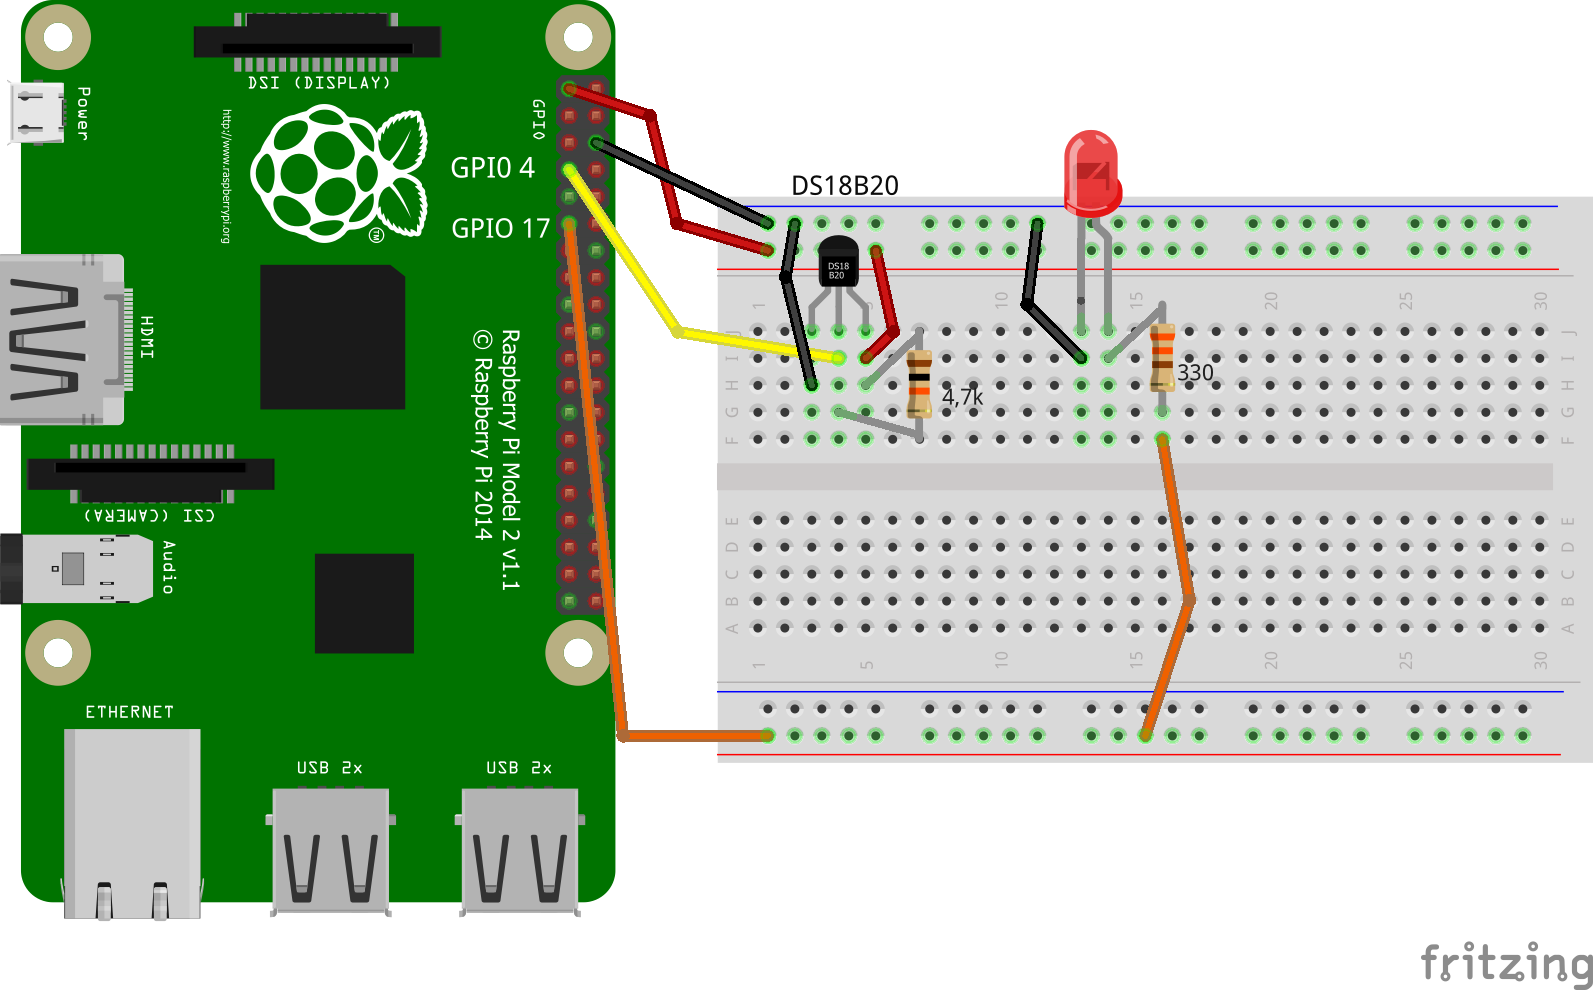 DSI (DISPLAY)
Power
http://www.raspberrypi.org
TM
GPIO
GPIO 4
GPIO 17
HDMI
Raspberry Pi Model 2 v1.1
© Raspberry Pi 2014
CSI (CAMERA)
Audio
ETHERNET
USB 2x
USB 2x
DS18B20
DS18
B20
4,7k
330
1 5 10 15 20 25 30
J J
I I
H H
G G
F F
E E
D D
C C
B B
A A
1 5 10 15 20 25 30
fritzing